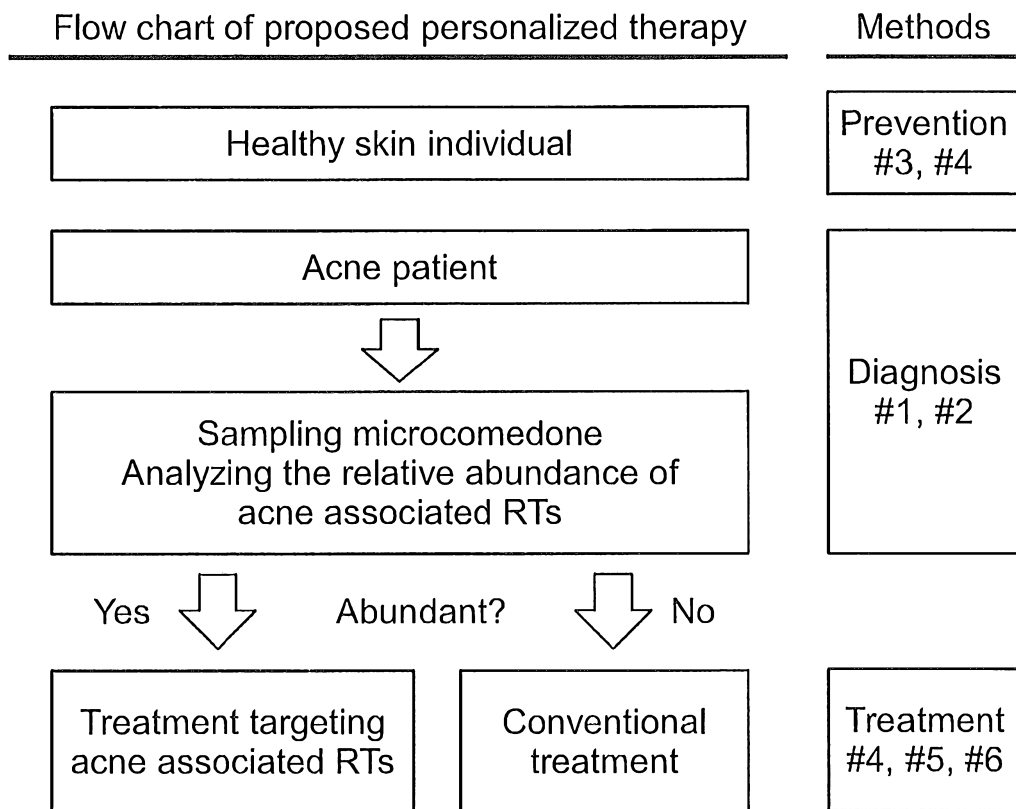 Flow chart of proposed personalized therapy
Methods
Healthy skin individual
Prevention
#3, #4
Acne patient
Diagnosis
#1, #2
Sampling microcomedone
Analyzing the relative abundance of
acne associated RTs
Yes
Abundant?
No
Treatment targeting
acne associated RTs
Conventional
treatment
Treatment
#4, #5, #6